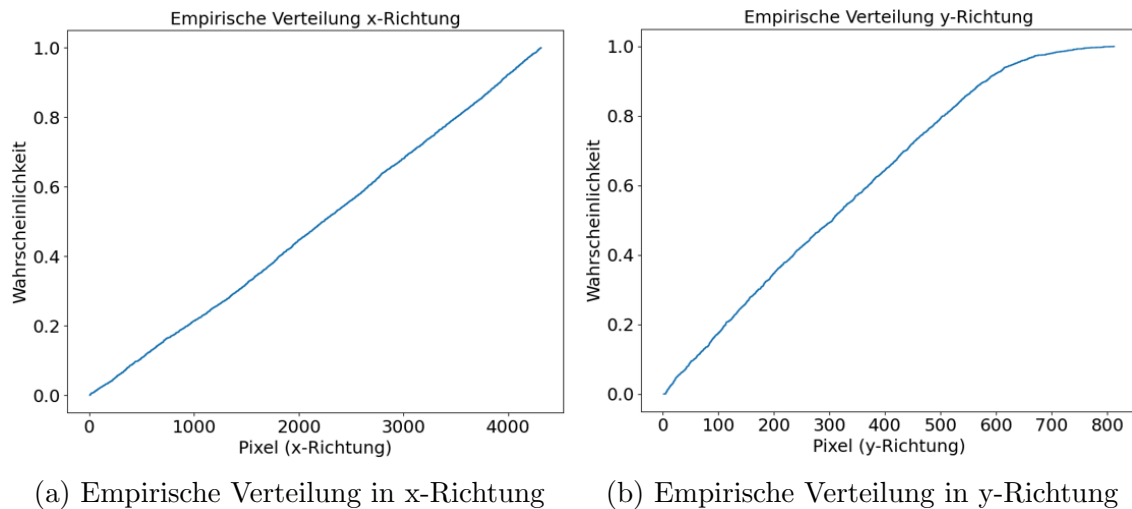 Empirische Verteilung x-Richtung
1.0
0.8
0.6
0.4
0.2
0.0
Wahrscheinlichkeit
0 1000 2000 3000 4000
Pixel (x-Richtung)
(a) Empirische Verteilung in x-Richtung
Empirische Verteilung y-Richtung
1.0
0.8
0.6
0.4
0.2
0.0
Wahrscheinlichkeit
0 100 200 300 400 500 600 700 800
Pixel (y-Richtung)
(b) Empirische Verteilung in y-Richtung